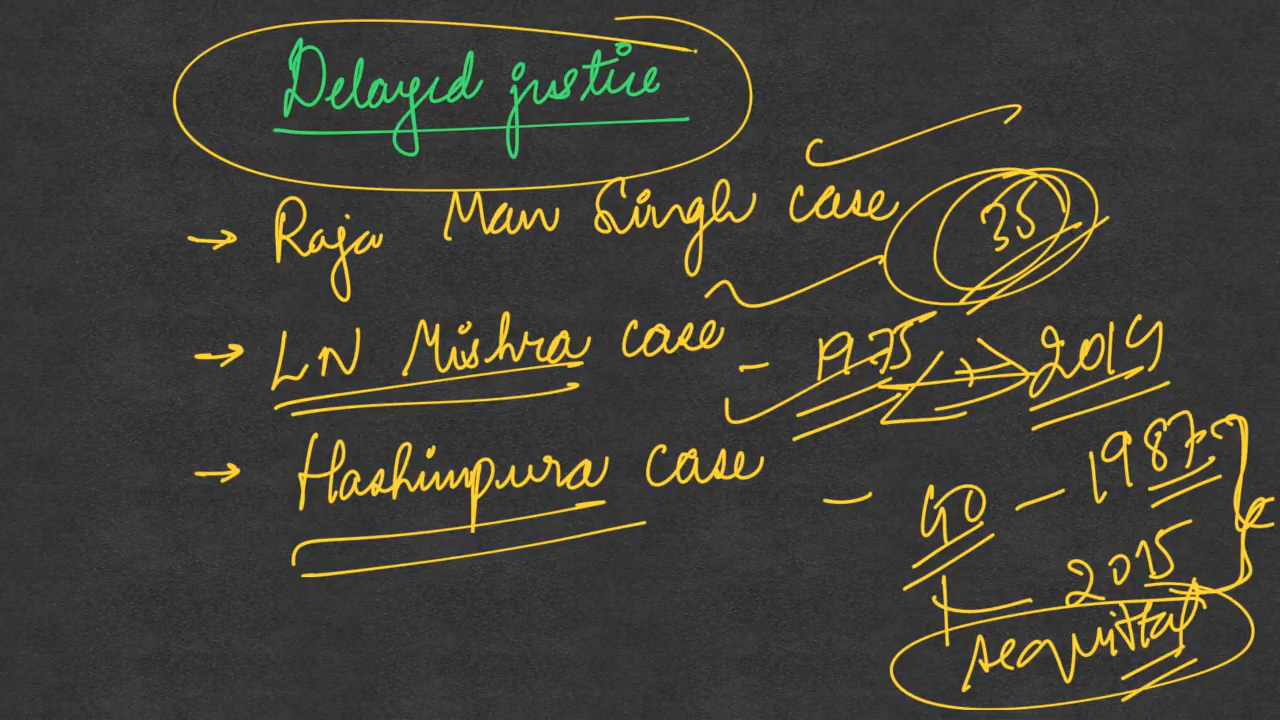 Delayed justice
→ Raja Man Singh case 35
→ LN Mishra case - 1975 → 2014
→ Hashimpura case - 40 - 1987
2015
acquittal